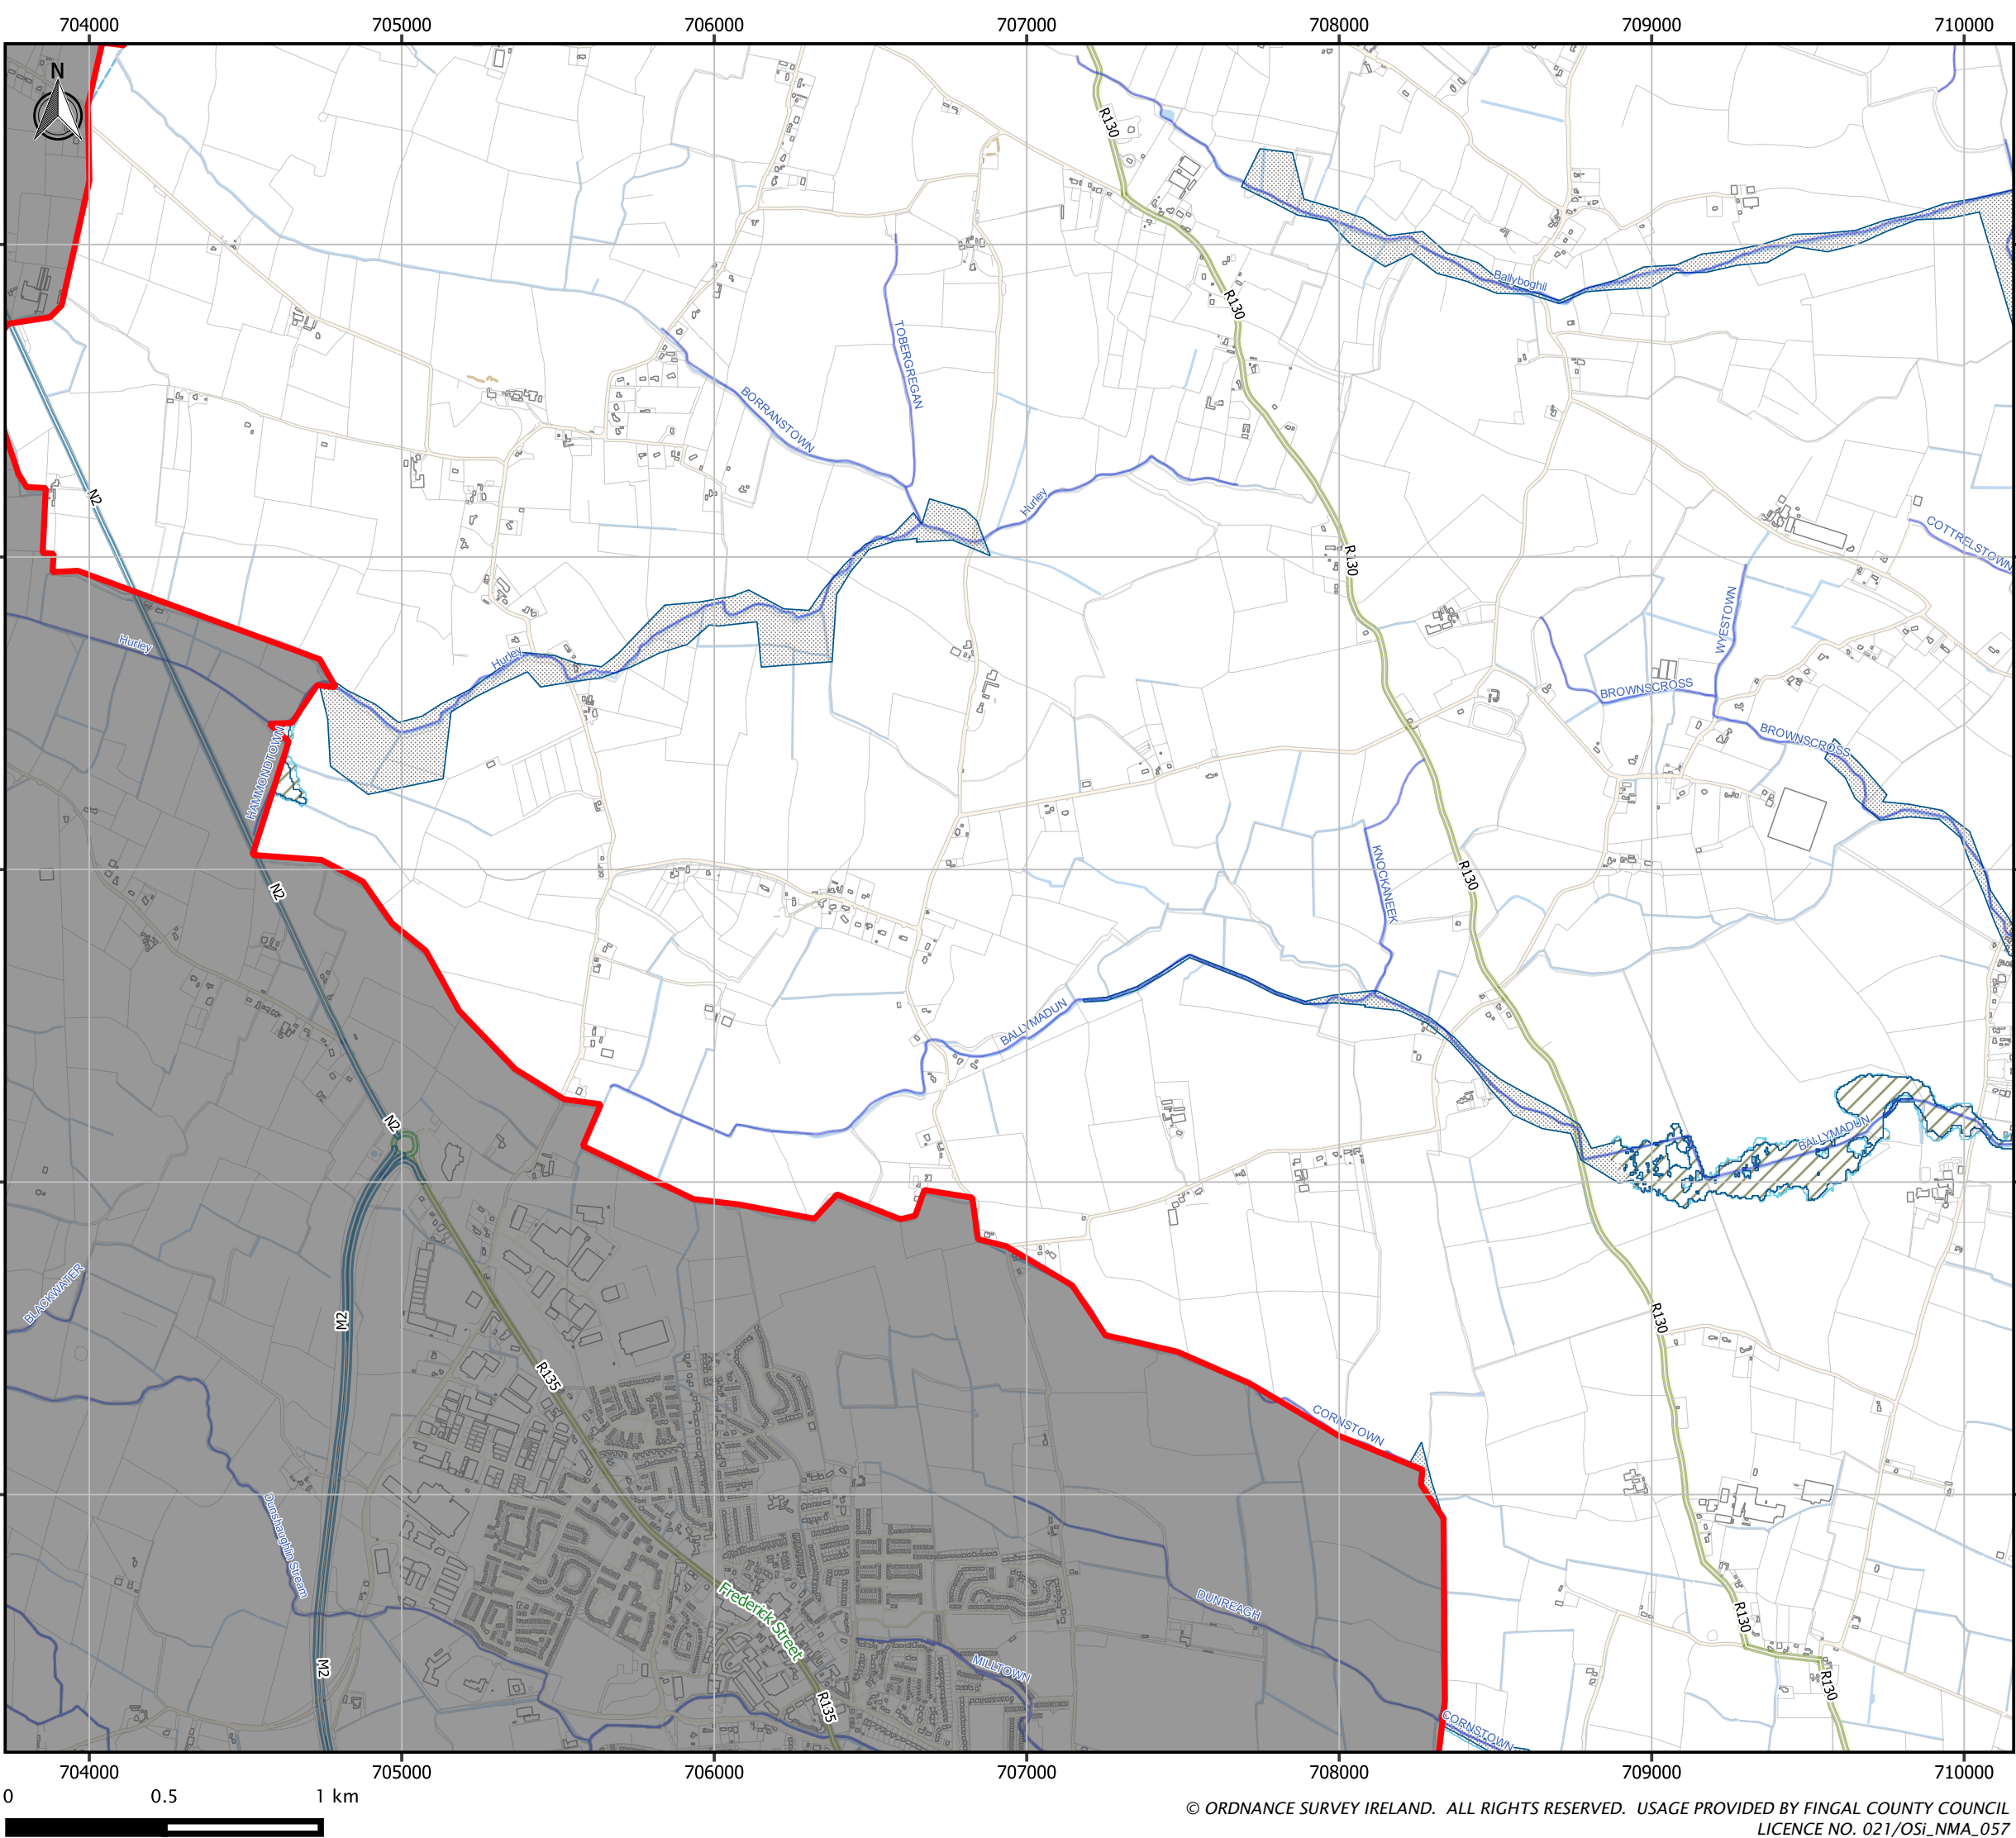 704000 705000 706000 707000 708000 709000 710000
N
R130
Ballyboghil
R130
TOBERGREGAN
BORRANSTOWN
N2
Hurley
COTTRELSTOWN
R130
WYESTOWN
Hurley
Hurley
BROWNSCROSS
BROWNSCROSS
HAMMONDTOWN
KNOCKANEEK
R130
N2
BALLYMADUN
N2
BALLYMADUN
BLACKWATER
M2
R130
R135
CORNSTOWN
Dunshaughlin Stream
Frederick Street
DUNREAGH
R130
MILLTOWN
M2
R130
R135
CORNSTOWN
704000 705000 706000 707000 708000 709000 710000
0 0.5 1 km
© ORDNANCE SURVEY IRELAND. ALL RIGHTS RESERVED. USAGE PROVIDED BY FINGAL COUNTY COUNCIL
LICENCE NO. 021/OSi_NMA_057